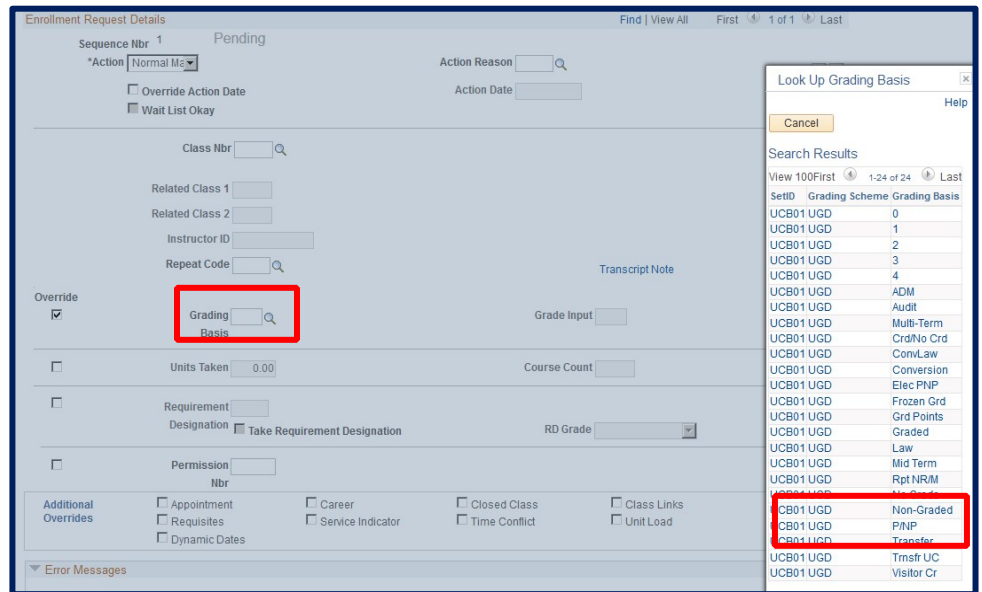 Enrollment Request Details Find | View All First 1 of 1 Last
Sequence Nbr 1 Pending
*Action Normal Ma Action Reason
Override Action Date Action Date
Wait List Okay
Class Nbr
Related Class 1
Related Class 2
Instructor ID
Repeat Code Transcript Note
Override
Grading Basis Grade Input
Units Taken 0.00 Course Count
Requirement Designation Take Requirement Designation RD Grade
Permission Nbr
Additional Overrides
Appointment Career Closed Class Class Links
Requisites Service Indicator Time Conflict Unit Load
Dynamic Dates
Error Messages
Look Up Grading Basis x
Help
Cancel
Search Results
View 100 First 1-24 of 24 Last
SetID Grading Scheme Grading Basis
UCB01 UGD 0
UCB01 UGD 1
UCB01 UGD 2
UCB01 UGD 3
UCB01 UGD 4
UCB01 UGD ADM
UCB01 UGD Audit
UCB01 UGD Multi-Term
UCB01 UGD Crd/No Crd
UCB01 UGD ConvLaw
UCB01 UGD Conversion
UCB01 UGD Elec PNP
UCB01 UGD Frozen Grd
UCB01 UGD Grd Points
UCB01 UGD Graded
UCB01 UGD Law
UCB01 UGD Mid Term
UCB01 UGD Rpt NR/M
UCB01 UGD No Grade
UCB01 UGD Non-Graded
UCB01 UGD P/NP
UCB01 UGD Transfer
UCB01 UGD Trnsfr UC
UCB01 UGD Visitor Cr